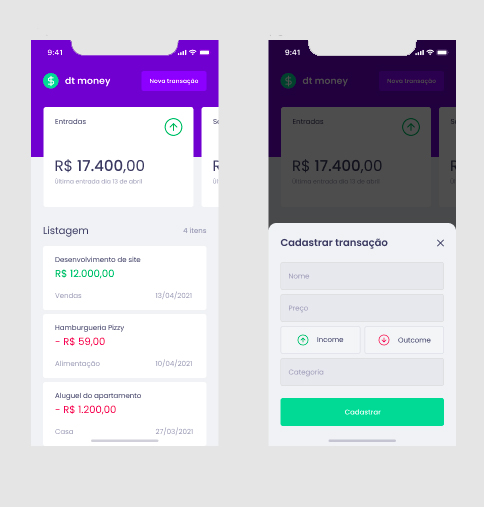 9:41
dt money
Nova transação
Entradas
R$ 17.400,00
Última entrada dia 13 de abril
Listagem
4 itens
Desenvolvimento de site
R$ 12.000,00
Vendas
13/04/2021
Hamburgueria Pizzy
- R$ 59,00
Alimentação
10/04/2021
Aluguel do apartamento
- R$ 1.200,00
Casa
27/03/2021
9:41
dt money
Nova transação
Entradas
R$ 17.400,00
Última entrada dia 13 de abril
Cadastrar transação
Nome
Preço
Income
Outcome
Categoria
Cadastrar